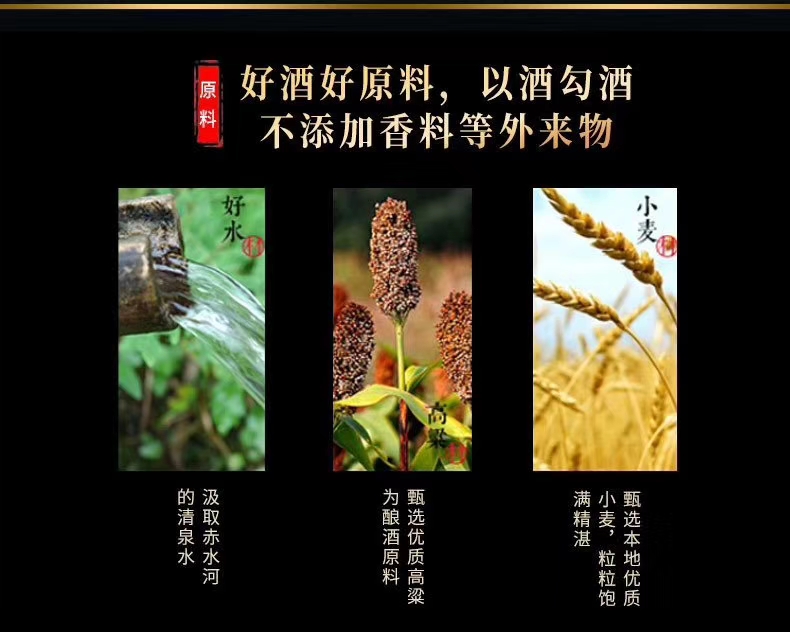 原料
好酒好原料，以酒勾酒
不添加香料等外来物
好水
高粱
小麦
汲取赤水河
的清泉水
甄选优质高粱
为酿酒原料
甄选本地优质
小麦，粒粒饱
满精湛